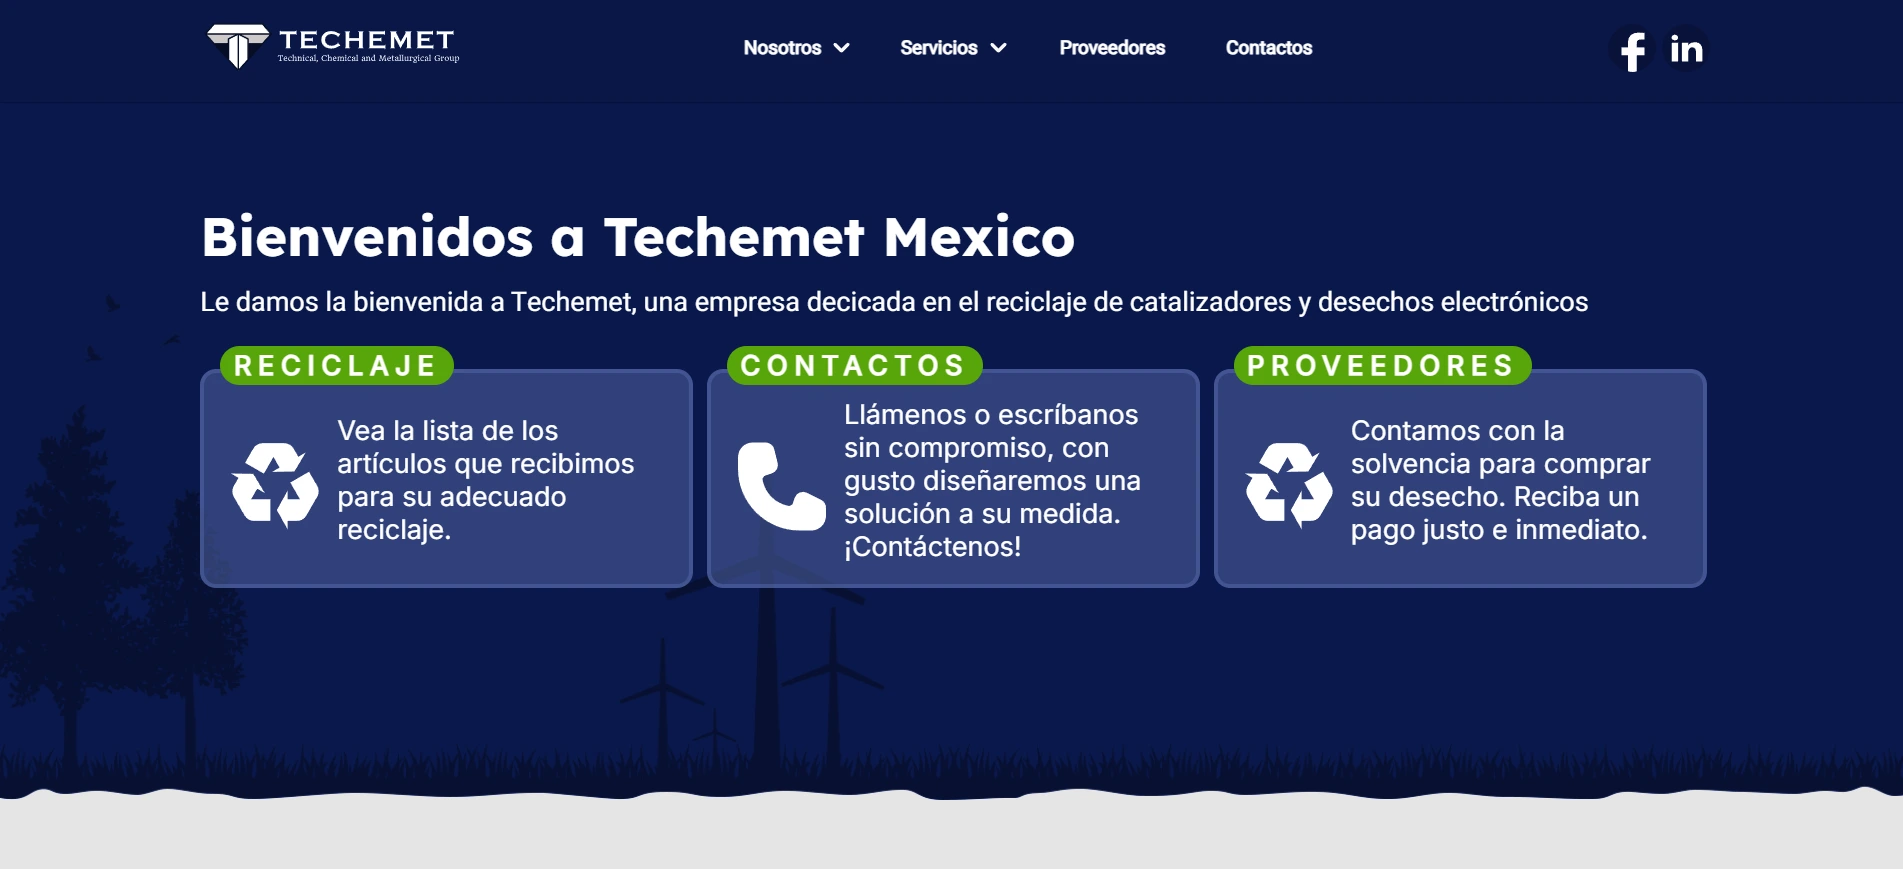 TECHEMET
Technical, Chemical and Metallurgical Group
Nosotros
Servicios
Proveedores
Contactos
f
in
Bienvenidos a Techemet Mexico
Le damos la bienvenida a Techemet, una empresa decicada en el reciclaje de catalizadores y desechos electrónicos
RECICLAJE
Vea la lista de los
artículos que recibimos
para su adecuado
reciclaje.
CONTACTOS
Llámenos o escríbanos
sin compromiso, con
gusto diseñaremos una
solución a su medida.
¡Contáctenos!
PROVEEDORES
Contamos con la
solvencia para comprar
su desecho. Reciba un
pago justo e inmediato.